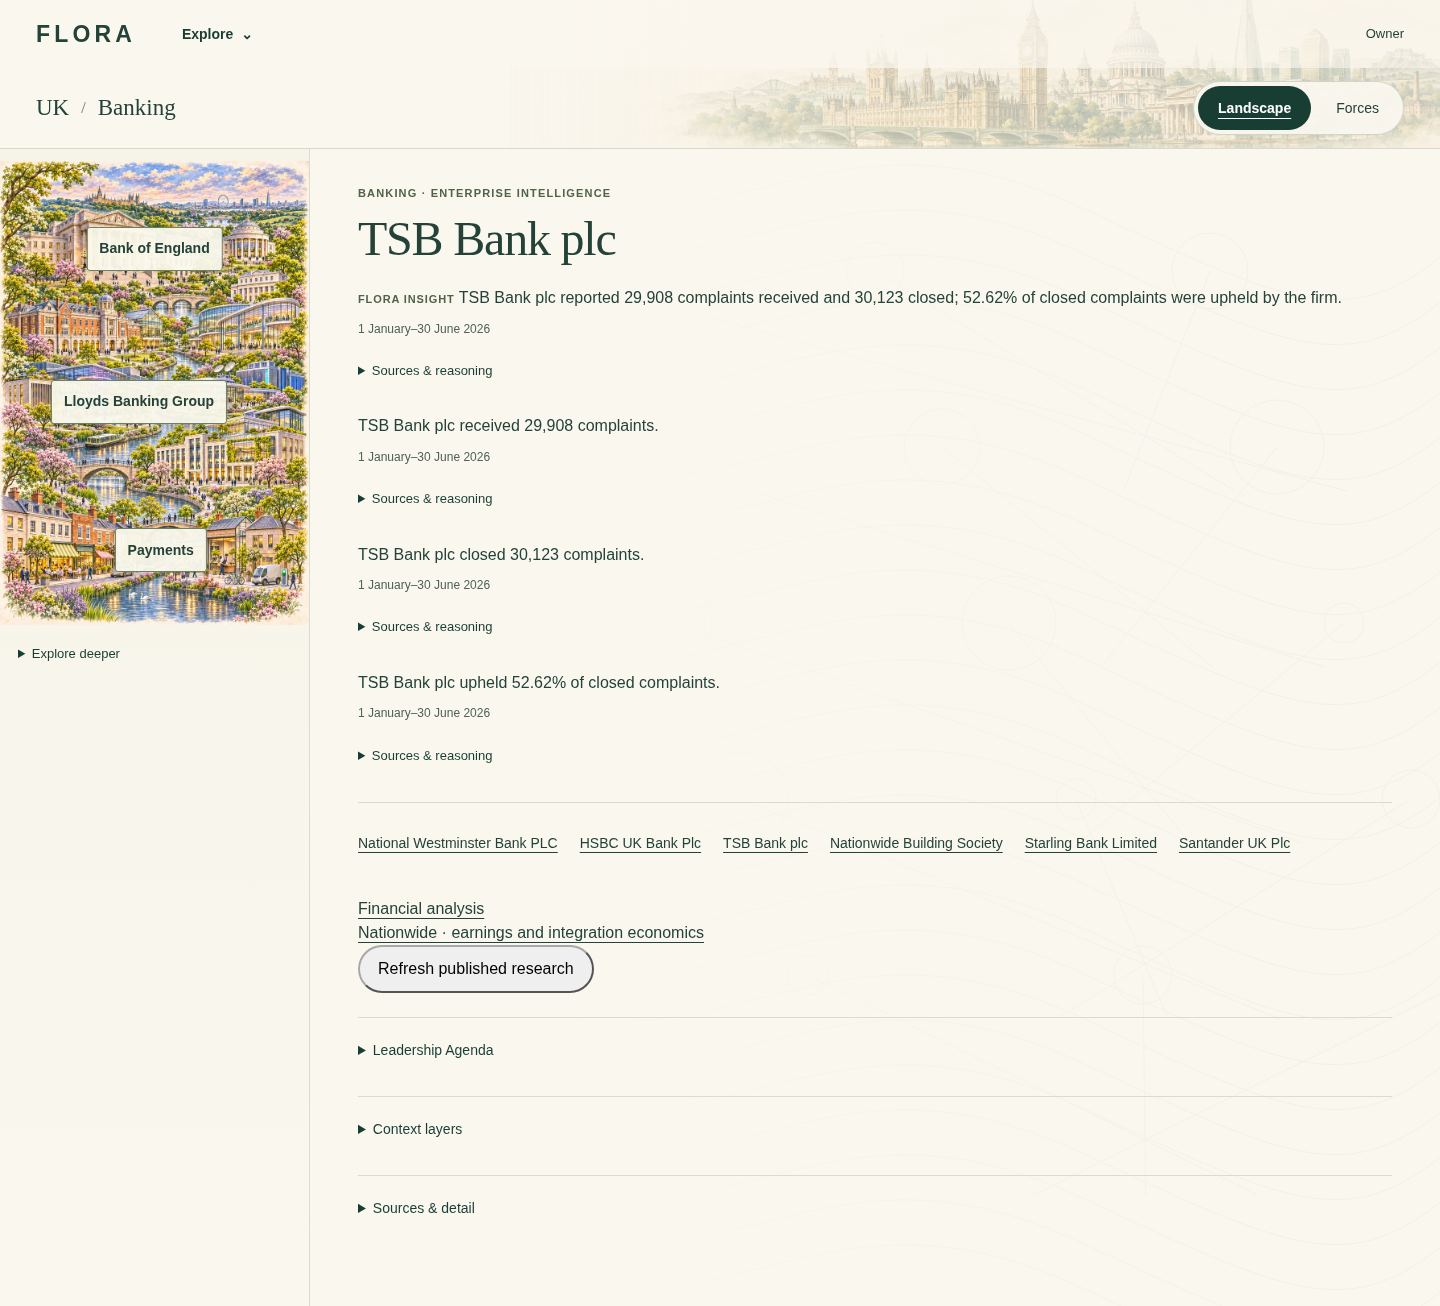 FLORA
Explore
Owner
UK / Banking
Landscape
Forces
Bank of England
Lloyds Banking Group
Payments
Explore deeper
BANKING · ENTERPRISE INTELLIGENCE
TSB Bank plc
FLORA INSIGHT TSB Bank plc reported 29,908 complaints received and 30,123 closed; 52.62% of closed complaints were upheld by the firm.
1 January–30 June 2026
Sources & reasoning
TSB Bank plc received 29,908 complaints.
1 January–30 June 2026
Sources & reasoning
TSB Bank plc closed 30,123 complaints.
1 January–30 June 2026
Sources & reasoning
TSB Bank plc upheld 52.62% of closed complaints.
1 January–30 June 2026
Sources & reasoning
National Westminster Bank PLC HSBC UK Bank Plc TSB Bank plc Nationwide Building Society Starling Bank Limited Santander UK Plc
Financial analysis
Nationwide · earnings and integration economics
Refresh published research
Leadership Agenda
Context layers
Sources & detail